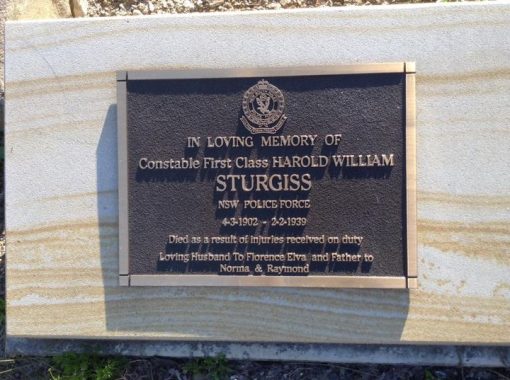 IN LOVING MEMORY OF
Constable First Class HAROLD WILLIAM
STURGISS
NSW POLICE FORCE
4-3-1902 - 2-2-1939
Died as a result of injuries received on duty
Loving Husband To Florence Elva and Father to
Norma & Raymond